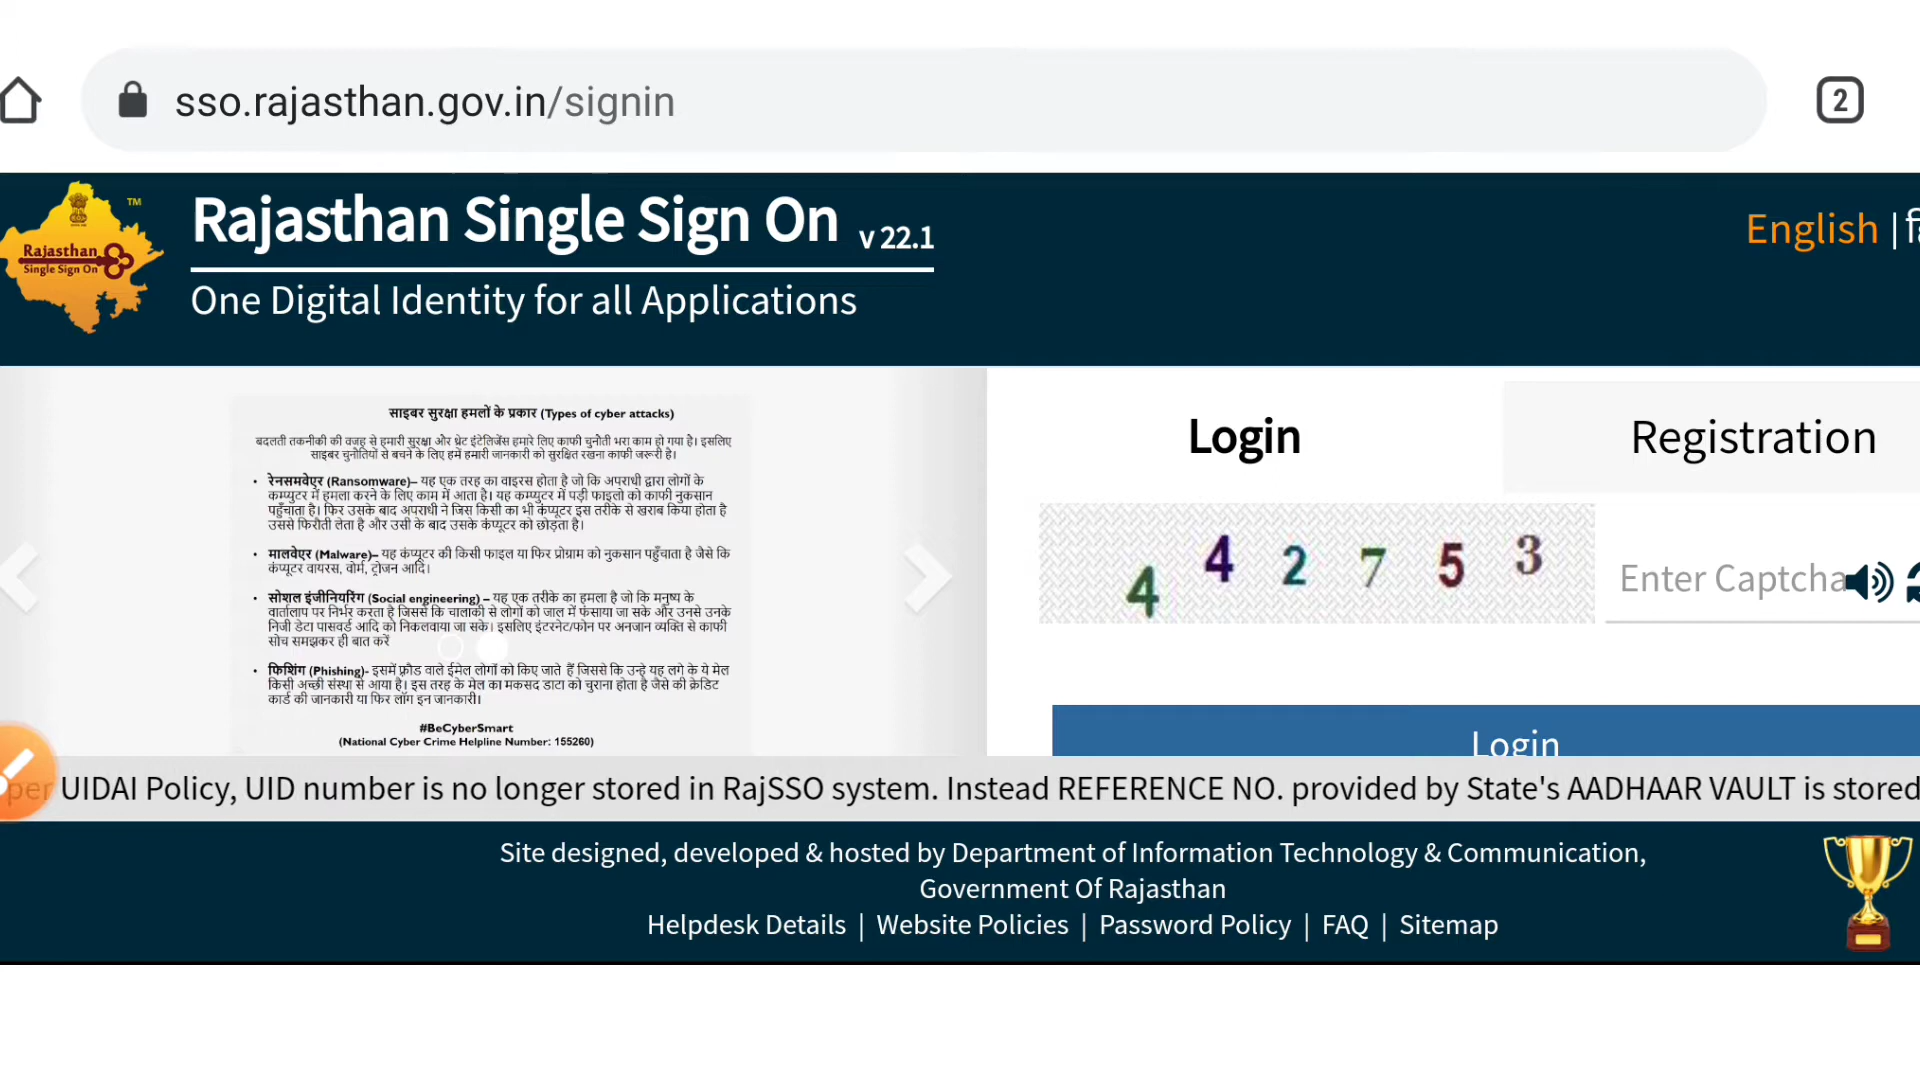 sso.rajasthan.gov.in/signin
2
Rajasthan
Single Sign On
TM
Rajasthan Single Sign On v 22.1
One Digital Identity for all Applications
English |
साइबर सुरक्षा हमलों के प्रकार (Types of cyber attacks)
बदलती तकनीकी की वजह से हमारी सुरक्षा और थ्रेट इंटेलिजेंस हमारे लिए काफी चुनौती भरा काम हो गया है। इसलिए
साइबर चुनौतियों से बचने के लिए हमें हमारी जानकारी को सुरक्षित रखना काफी जरूरी है।
• रेनसमवेएर (Ransomware)– यह एक तरह का वाइरस होता है जो कि अपराधी द्वारा लोगों के
कम्प्युटर में हमला करने के लिए काम में आता है। यह कम्प्युटर में पड़ी फाइलो को काफी नुकसान
पहुँचाता है। फिर उसके बाद अपराधी ने जिस किसी का भी कंप्यूटर इस तरीके से खराब किया होता है
उससे फिरौती लेता है और उसी के बाद उसके कंप्यूटर को छोड़ता है।
• मालवेएर (Malware)– यह कंप्यूटर की किसी फाइल या फिर प्रोग्राम को नुकसान पहुँचाता है जैसे कि
कंप्यूटर वायरस, वोर्म, ट्रोजन आदि।
• सोशल इंजीनियरिंग (Social engineering) – यह एक तरीके का हमला है जो कि मनुष्य के
वार्तालाप पर निर्भर करता है जिससे कि चालाकी से लोगों को जाल में फंसाया जा सके और उनसे उनके
निजी डेटा पासवर्ड आदि को निकलवाया जा सके। इसलिए इंटरनेट/फोन पर अनजान व्यक्ति से काफी
सोच समझकर ही बात करें
• फिशिंग (Phishing)- इसमें फ़्रौड वाले ईमेल लोगों को किए जाते हैं जिससे कि उन्हे यह लगे के ये मेल
किसी अच्छी संस्था से आया है। इस तरह के मेल का मकसद डाटा को चुराना होता है जैसे की क्रेडिट
कार्ड की जानकारी या फिर लॉग इन जानकारी।
#BeCyberSmart
(National Cyber Crime Helpline Number: 155260)
Login
Registration
4 4 2 7 5 3
Enter Captcha
Login
per UIDAI Policy, UID number is no longer stored in RajSSO system. Instead REFERENCE NO. provided by State's AADHAAR VAULT is stored
Site designed, developed & hosted by Department of Information Technology & Communication,
Government Of Rajasthan
Helpdesk Details | Website Policies | Password Policy | FAQ | Sitemap